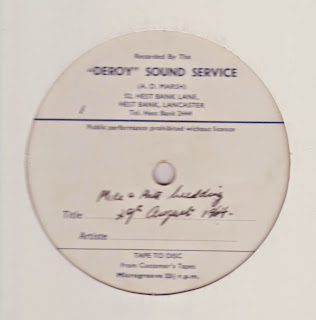 Recorded By The
"DEROY" SOUND SERVICE
(A. D. MARSH)
52, HEST BANK LANE,
HEST BANK, LANCASTER
Tel. Hest Bank 2444
Public performance prohibited without licence
Wedding
Title 29th August 1964.
Artiste
TAPE TO DISC
From Customer's Tapes
Microgroove 33⅓ r.p.m.